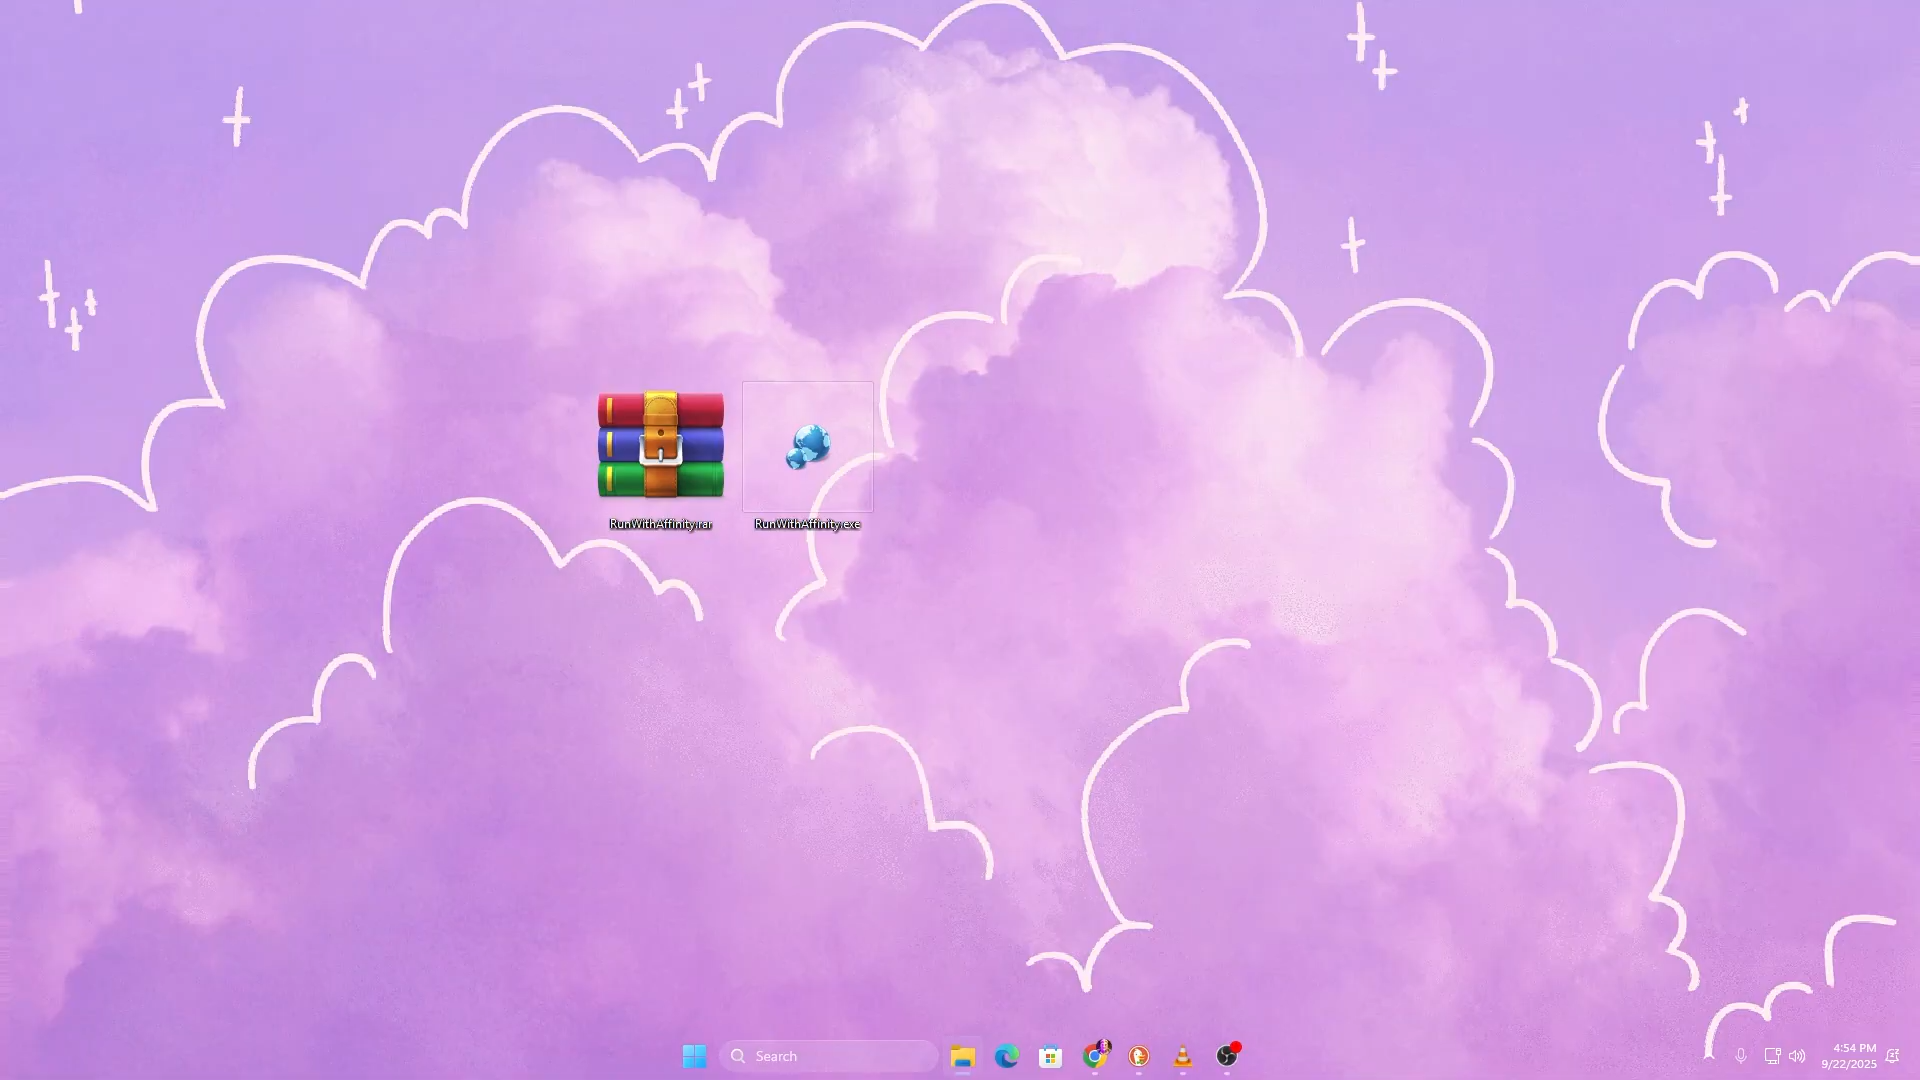 RunWithAffinity.rar
RunWithAffinity.exe
Search
4:54 PM
9/22/2025